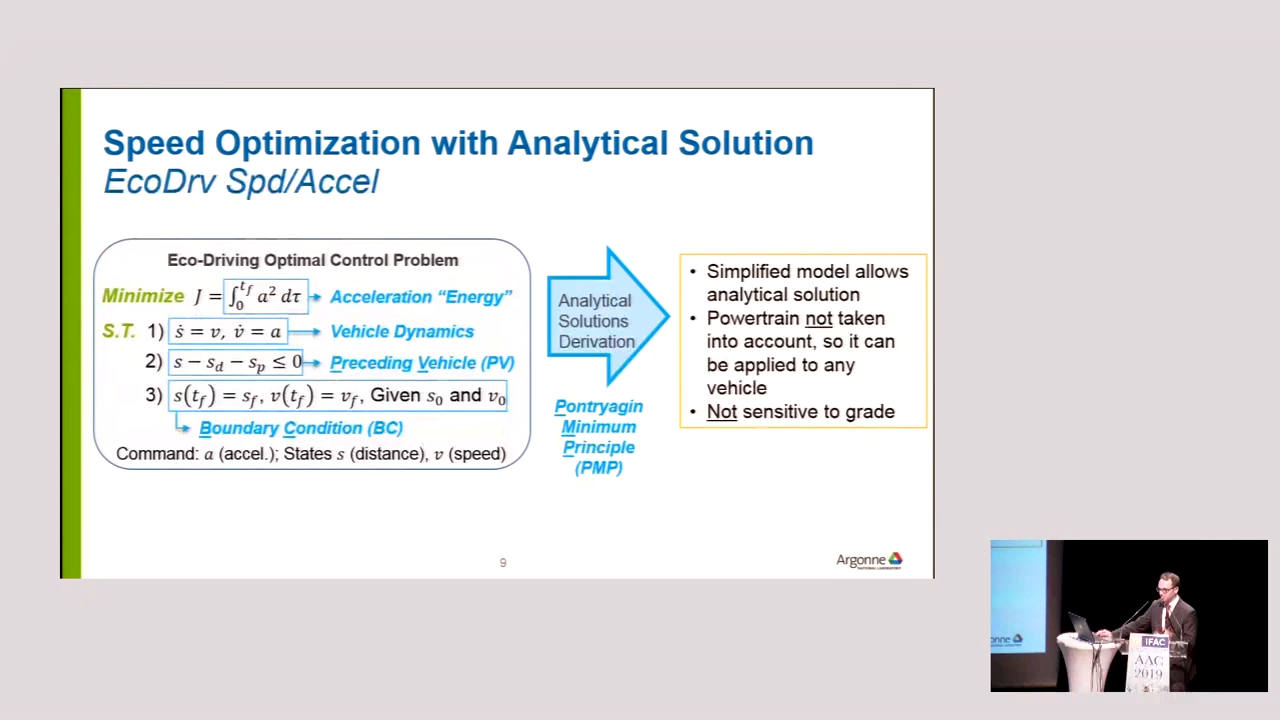 Speed Optimization with Analytical Solution
EcoDrv Spd/Accel
Eco-Driving Optimal Control Problem
Minimize J = ∫₀^{t_f} a² dτ Acceleration “Energy”
S.T. 1) ṡ = v, v̇ = a Vehicle Dynamics
2) s − s_d − s_p ≤ 0 Preceding Vehicle (PV)
3) s(t_f) = s_f, v(t_f) = v_f, Given s₀ and v₀
Boundary Condition (BC)
Command: a (accel.); States s (distance), v (speed)
Analytical
Solutions
Derivation
Pontryagin
Minimum
Principle
(PMP)
• Simplified model allows
analytical solution
• Powertrain not taken
into account, so it can
be applied to any
vehicle
• Not sensitive to grade
9
Argonne
NATIONAL LABORATORY
onne
IFAC
AAC
2019